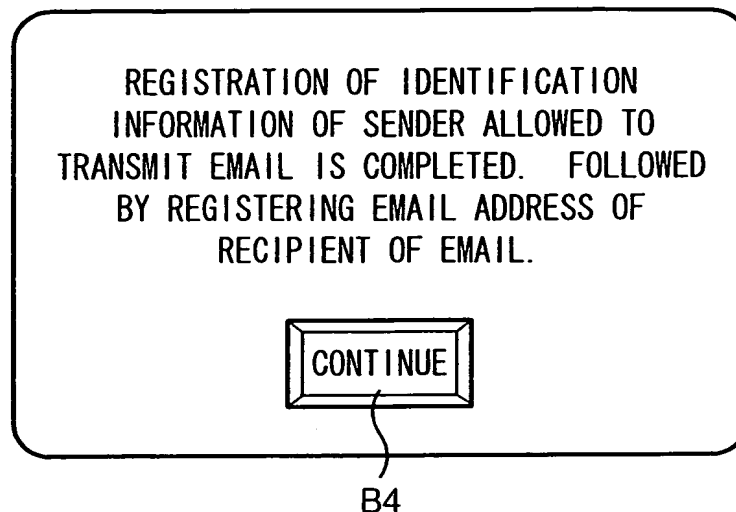 REGISTRATION OF IDENTIFICATION
INFORMATION OF SENDER ALLOWED TO
TRANSMIT EMAIL IS COMPLETED. FOLLOWED
BY REGISTERING EMAIL ADDRESS OF
RECIPIENT OF EMAIL.
CONTINUE
B4